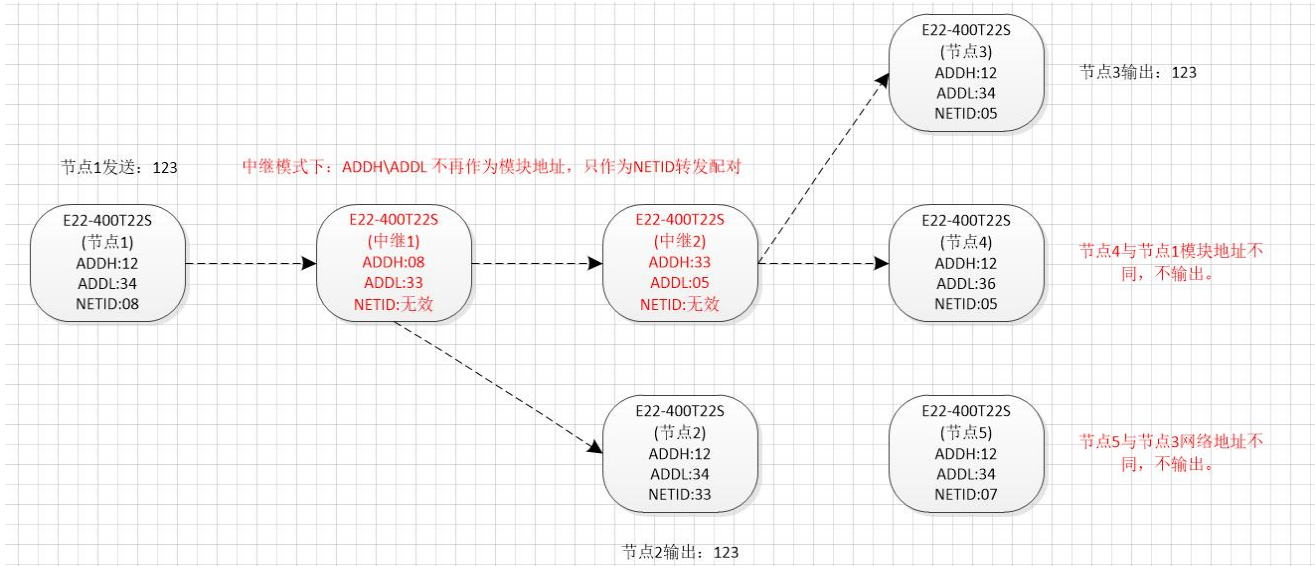 E22-400T22S
(节点3)
ADDH:12
ADDL:34
NETID:05
节点3输出：123
节点1发送：123
中继模式下：ADDH\ADDL 不再作为模块地址，只作为NETID转发配对
E22-400T22S
(节点1)
ADDH:12
ADDL:34
NETID:08
E22-400T22S
(中继1)
ADDH:08
ADDL:33
NETID:无效
E22-400T22S
(中继2)
ADDH:33
ADDL:05
NETID:无效
E22-400T22S
(节点4)
ADDH:12
ADDL:36
NETID:05
节点4与节点1模块地址不
同，不输出。
E22-400T22S
(节点2)
ADDH:12
ADDL:34
NETID:33
E22-400T22S
(节点5)
ADDH:12
ADDL:34
NETID:07
节点5与节点3网络地址不
同，不输出。
节点2输出：123